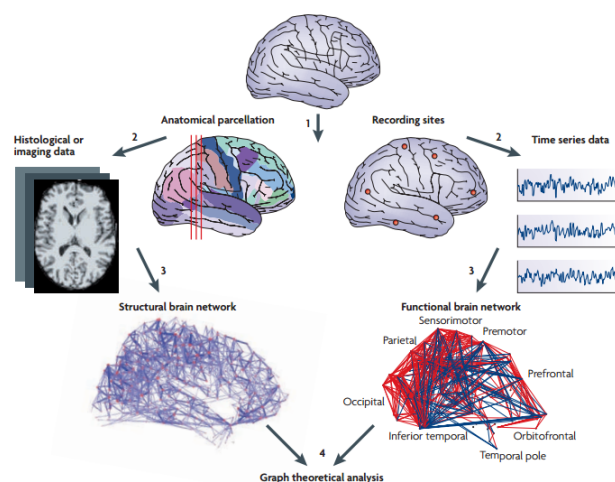 Anatomical parcellation
1
Recording sites
Histological or
imaging data
2
2
Time series data
3
3
Structural brain network
Functional brain network
Sensorimotor
Premotor
Parietal
Prefrontal
Occipital
Inferior temporal
Orbitofrontal
Temporal pole
4
Graph theoretical analysis